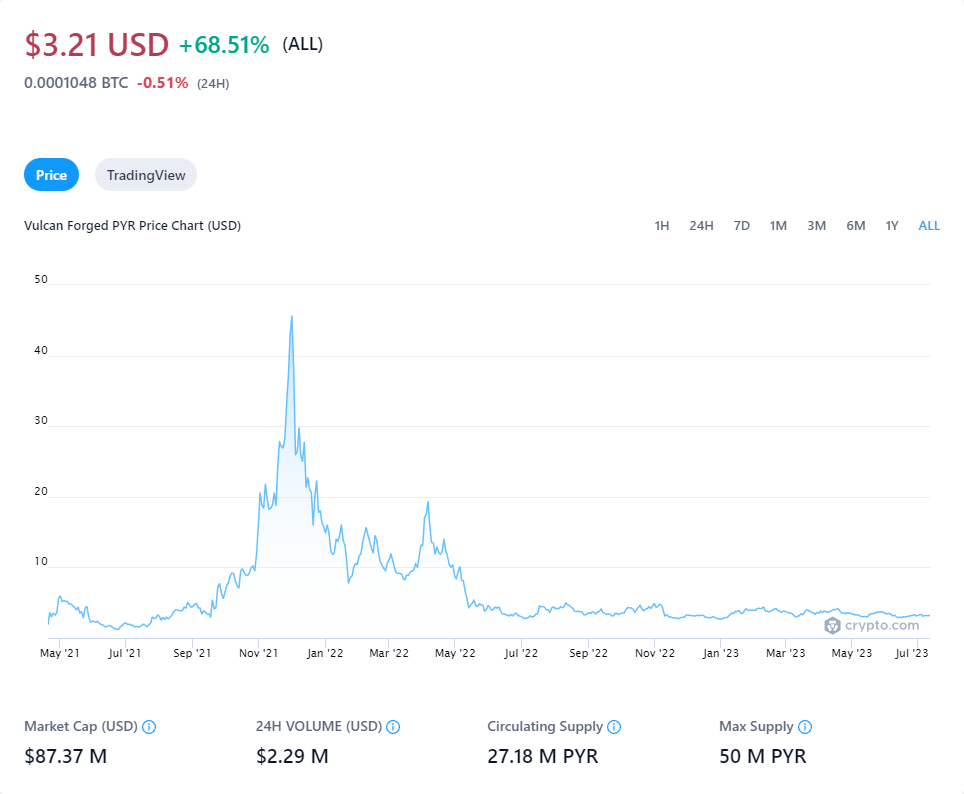 $3.21 USD +68.51% (ALL)
0.0001048 BTC -0.51% (24H)
Price TradingView
Vulcan Forged PYR Price Chart (USD) 1H 24H 7D 1M 3M 6M 1Y ALL
50
40
30
20
10
crypto.com
May '21 Jul '21 Sep '21 Nov '21 Jan '22 Mar '22 May '22 Jul '22 Sep '22 Nov '22 Jan '23 Mar '23 May '23 Jul '23
Market Cap (USD) 24H VOLUME (USD) Circulating Supply Max Supply
$87.37 M $2.29 M 27.18 M PYR 50 M PYR